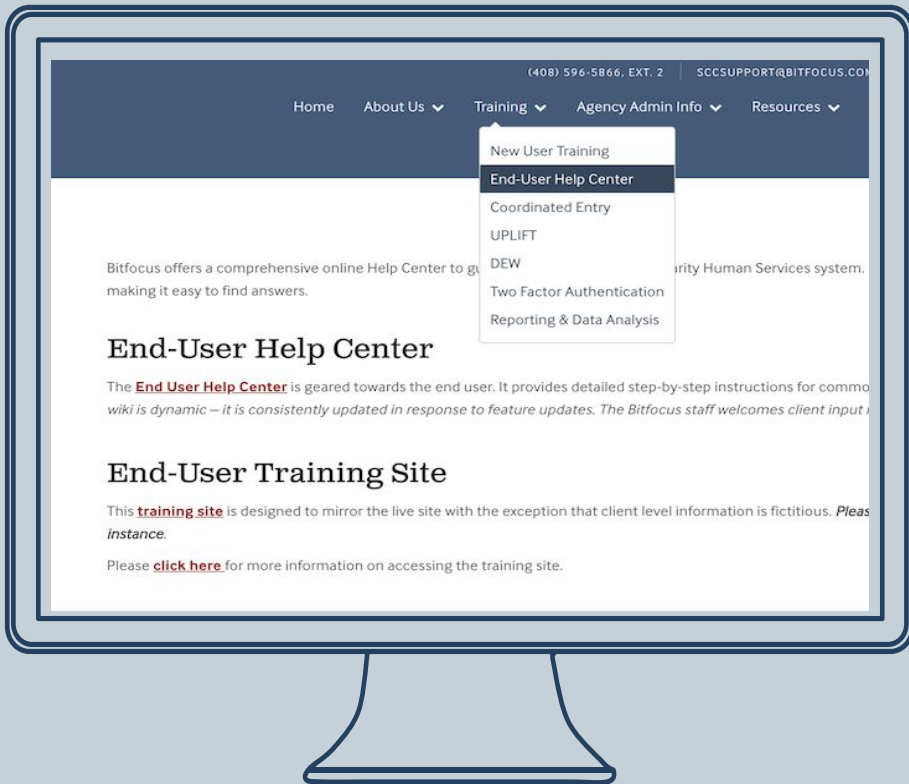 (408) 596-5866, EXT. 2 SCCSUPPORT@BITFOCUS.COM
Home About Us Training Agency Admin Info Resources
New User Training
End-User Help Center
Coordinated Entry
UPLIFT
DEW
Two Factor Authentication
Reporting & Data Analysis
Bitfocus offers a comprehensive online Help Center to Human Services system.
making it easy to find answers.
End-User Help Center
The End User Help Center is geared towards the end user. It provides detailed step-by-step instructions for
wiki is dynamic – it is consistently updated in response to feature updates. The Bitfocus staff welcomes client input
End-User Training Site
This training site is designed to mirror the live site with the exception that client level information is fictitious.
instance.
Please click here for more information on accessing the training site.